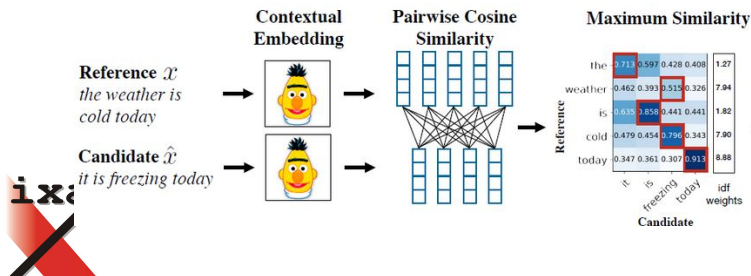 Contextual
Embedding
Pairwise Cosine
Similarity
Maximum Similarity
Reference x
the weather is
cold today
Candidate x̂
it is freezing today
Reference
the 0.713 0.597 0.428 0.408 1.27
weather 0.462 0.393 0.515 0.326 7.94
is 0.635 0.858 0.441 0.441 1.82
cold 0.479 0.454 0.796 0.343 7.90
today 0.347 0.361 0.307 0.913 8.88
it is freezing today
idf
weights
Candidate
ixa